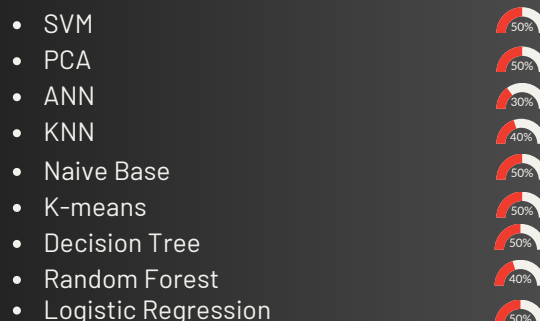 SVM 50%
PCA 50%
ANN 30%
KNN 40%
Naive Base 50%
K-means 50%
Decision Tree 50%
Random Forest 40%
Logistic Regression 50%